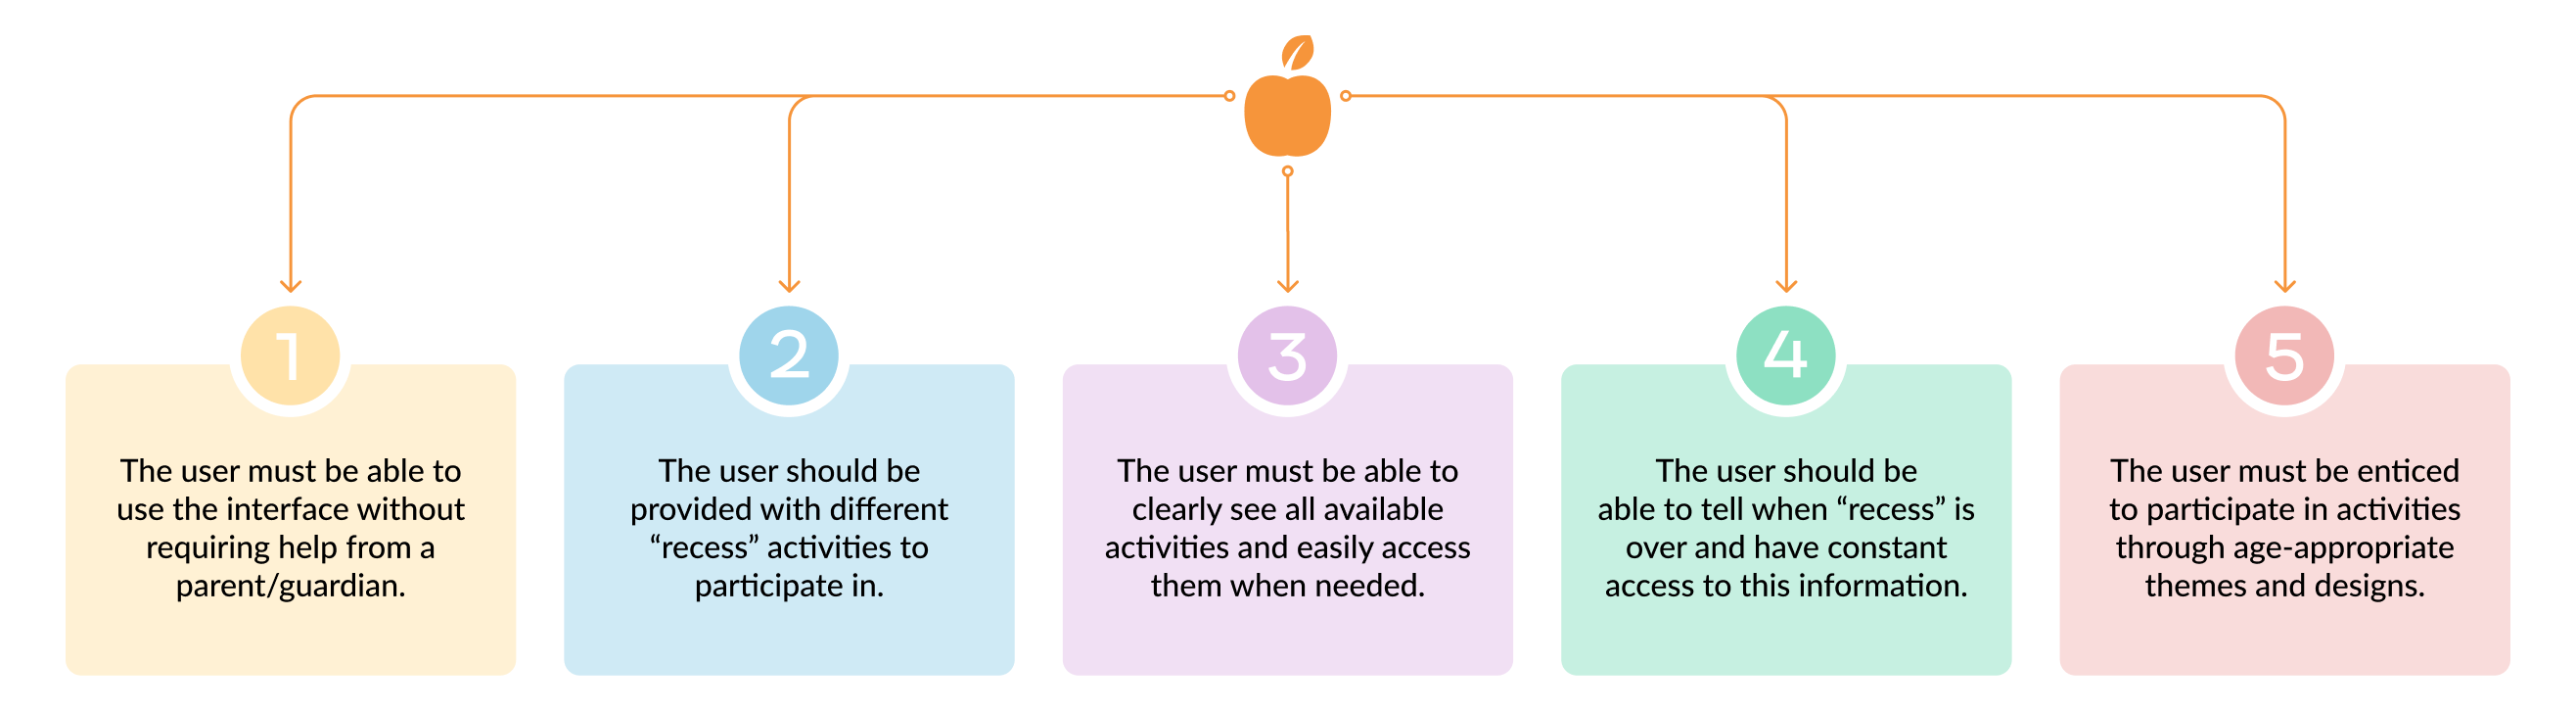 1
The user must be able to
use the interface without
requiring help from a
parent/guardian.
2
The user should be
provided with different
“recess” activities to
participate in.
3
The user must be able to
clearly see all available
activities and easily access
them when needed.
4
The user should be
able to tell when “recess” is
over and have constant
access to this information.
5
The user must be enticed
to participate in activities
through age-appropriate
themes and designs.